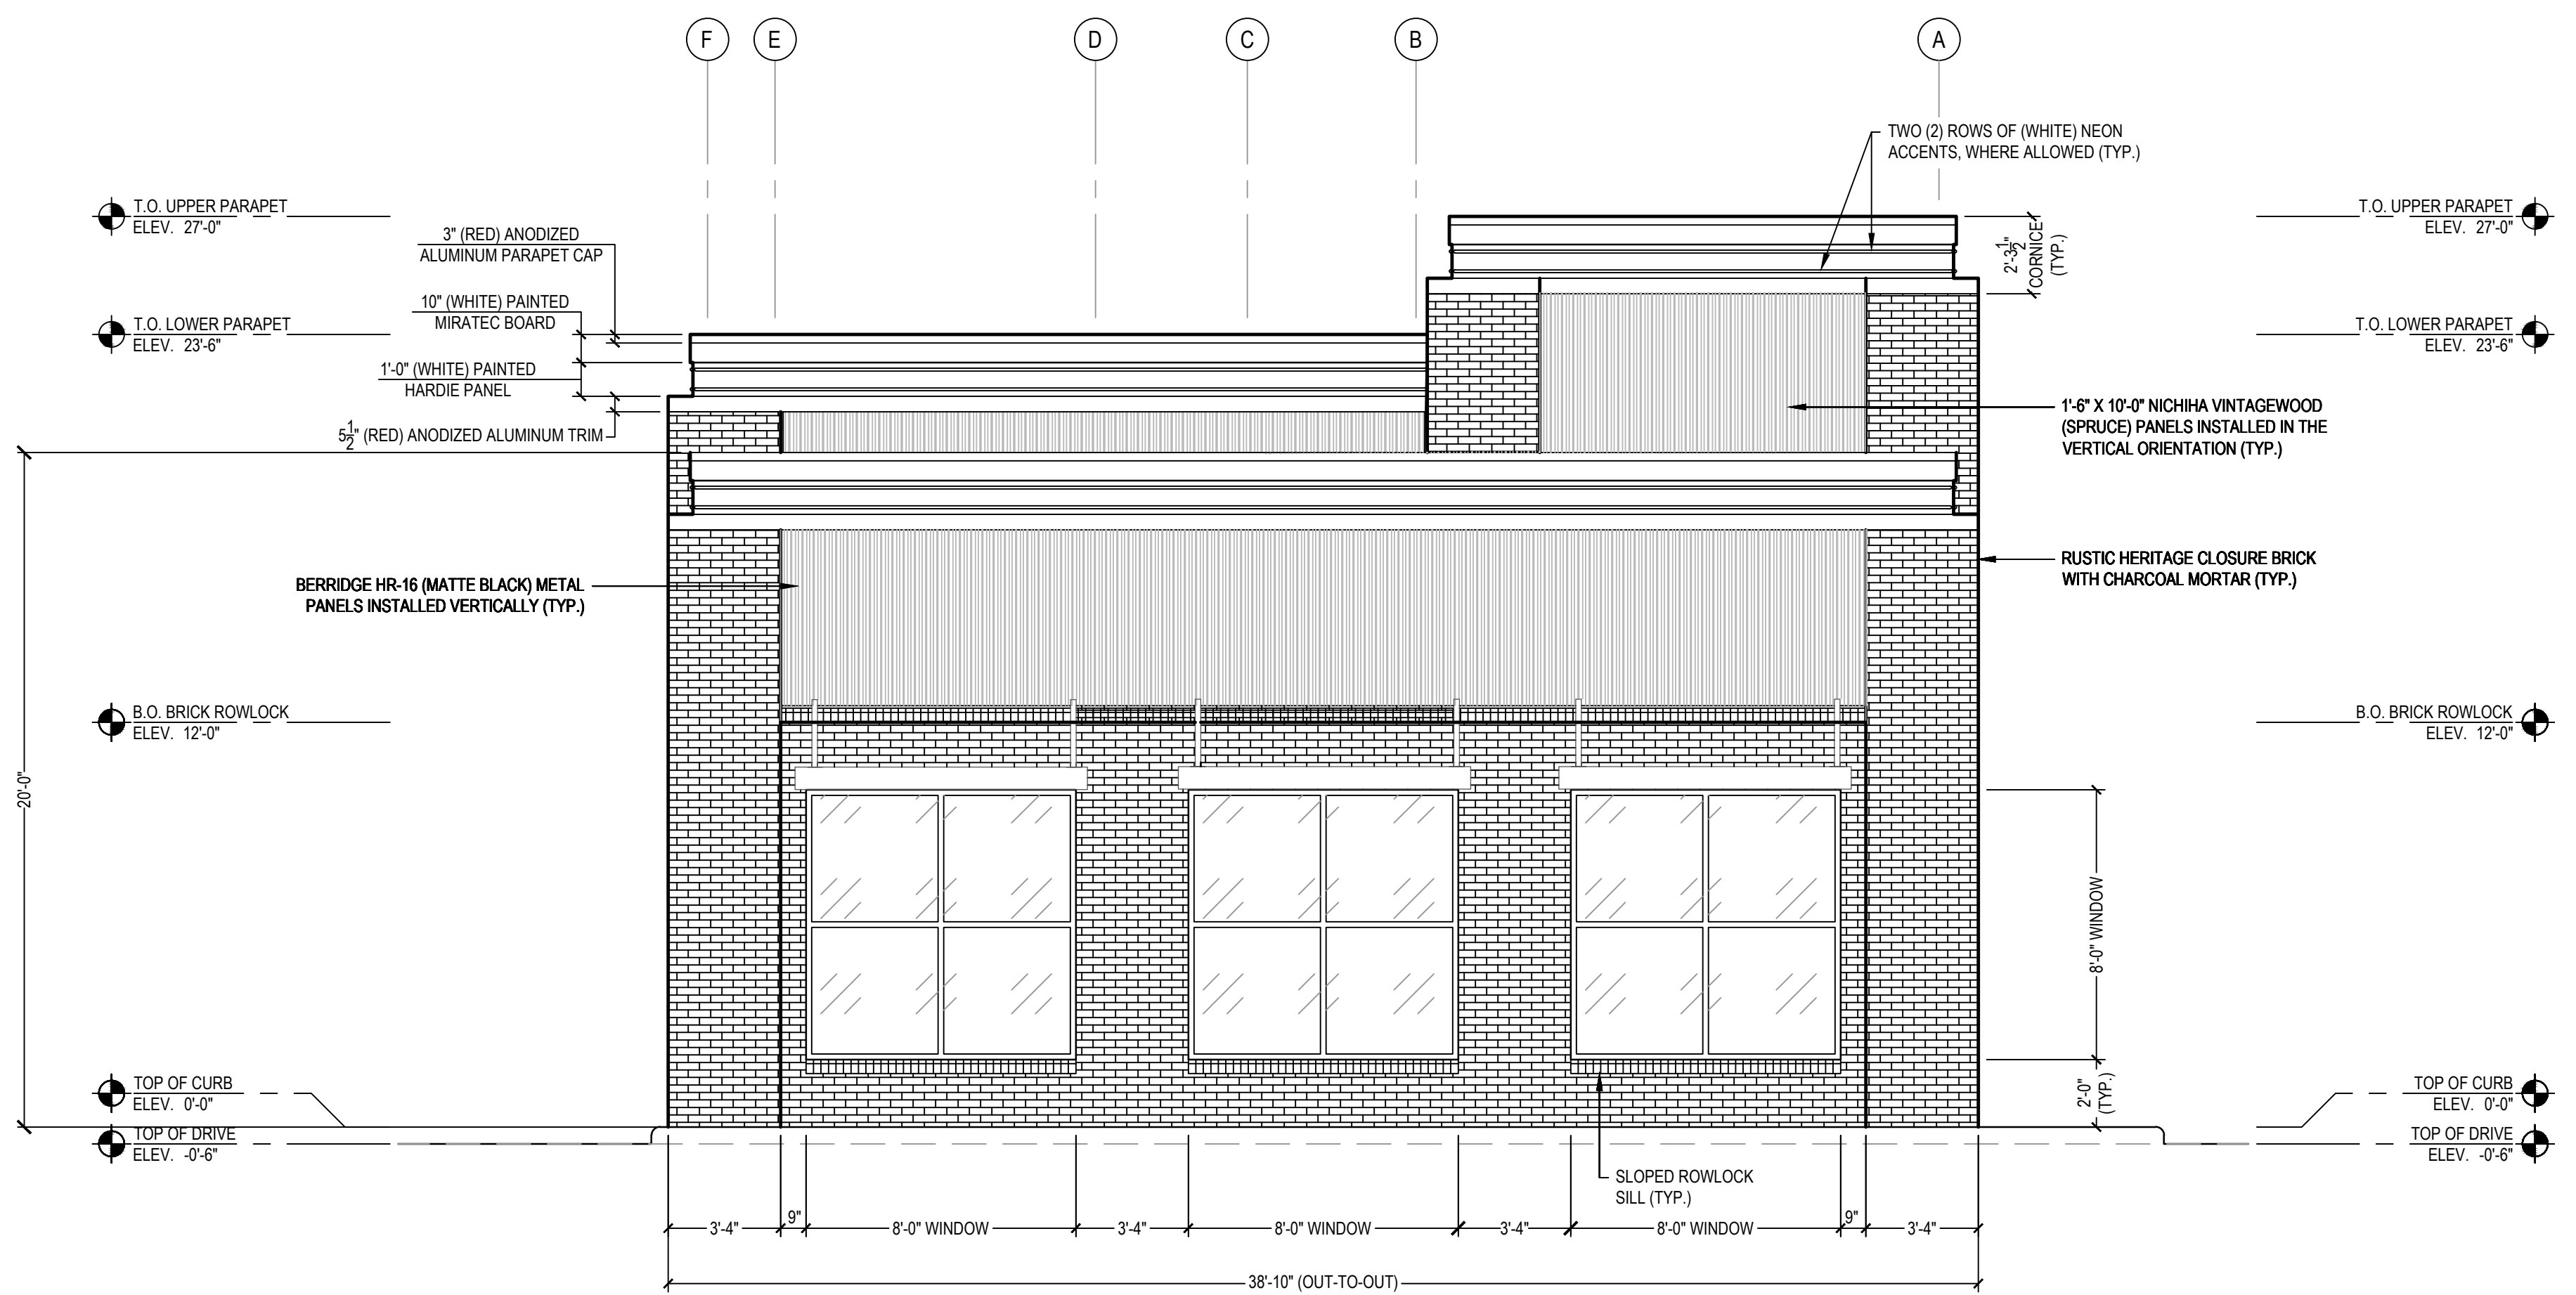 F
E
D
C
B
A
TWO (2) ROWS OF (WHITE) NEON
ACCENTS, WHERE ALLOWED (TYP.)
T.O. UPPER PARAPET
ELEV. 27'-0"
T.O. UPPER PARAPET
ELEV. 27'-0"
3" (RED) ANODIZED
ALUMINUM PARAPET CAP
2'-3 1/2"
CORNICE
(TYP.)
10" (WHITE) PAINTED
MIRATEC BOARD
T.O. LOWER PARAPET
ELEV. 23'-6"
T.O. LOWER PARAPET
ELEV. 23'-6"
1'-0" (WHITE) PAINTED
HARDIE PANEL
5 1/2" (RED) ANODIZED ALUMINUM TRIM
1'-6" X 10'-0" NICHIHA VINTAGEWOOD
(SPRUCE) PANELS INSTALLED IN THE
VERTICAL ORIENTATION (TYP.)
BERRIDGE HR-16 (MATTE BLACK) METAL
PANELS INSTALLED VERTICALLY (TYP.)
RUSTIC HERITAGE CLOSURE BRICK
WITH CHARCOAL MORTAR (TYP.)
B.O. BRICK ROWLOCK
ELEV. 12'-0"
B.O. BRICK ROWLOCK
ELEV. 12'-0"
20'-0"
8'-0" WINDOW
2'-0"
(TYP.)
TOP OF CURB
ELEV. 0'-0"
TOP OF CURB
ELEV. 0'-0"
TOP OF DRIVE
ELEV. -0'-6"
TOP OF DRIVE
ELEV. -0'-6"
SLOPED ROWLOCK
SILL (TYP.)
3'-4"
9"
8'-0" WINDOW
3'-4"
8'-0" WINDOW
3'-4"
8'-0" WINDOW
9"
3'-4"
38'-10" (OUT-TO-OUT)